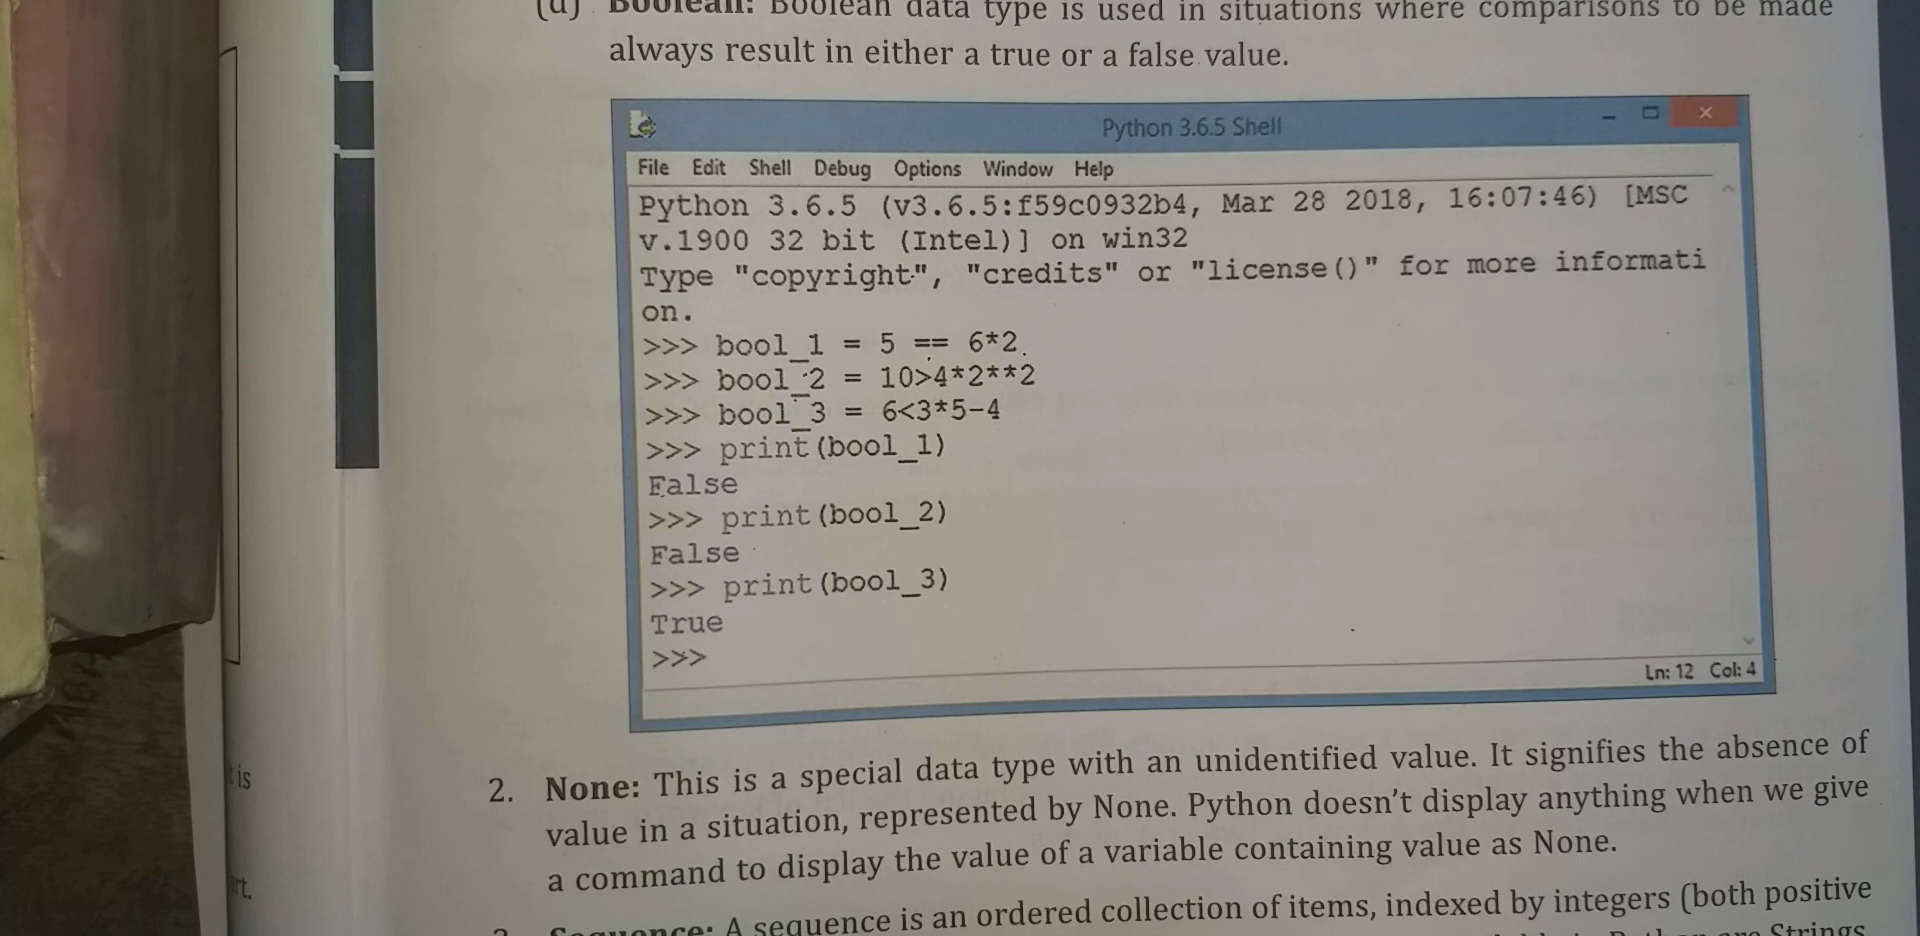 (d) Boolean: Boolean data type is used in situations where comparisons to be made
always result in either a true or a false value.
Python 3.6.5 Shell
File Edit Shell Debug Options Window Help
Python 3.6.5 (v3.6.5:f59c0932b4, Mar 28 2018, 16:07:46) [MSC
v.1900 32 bit (Intel)] on win32
Type "copyright", "credits" or "license()" for more informati
on.
>>> bool_1 = 5 == 6*2
>>> bool_2 = 10>4*2**2
>>> bool_3 = 6<3*5-4
>>> print(bool_1)
False
>>> print(bool_2)
False
>>> print(bool_3)
True
>>>
Ln: 12 Col: 4
is
rt.
2. None: This is a special data type with an unidentified value. It signifies the absence of
value in a situation, represented by None. Python doesn't display anything when we give
a command to display the value of a variable containing value as None.
Sequence: A sequence is an ordered collection of items, indexed by integers (both positive
Strings